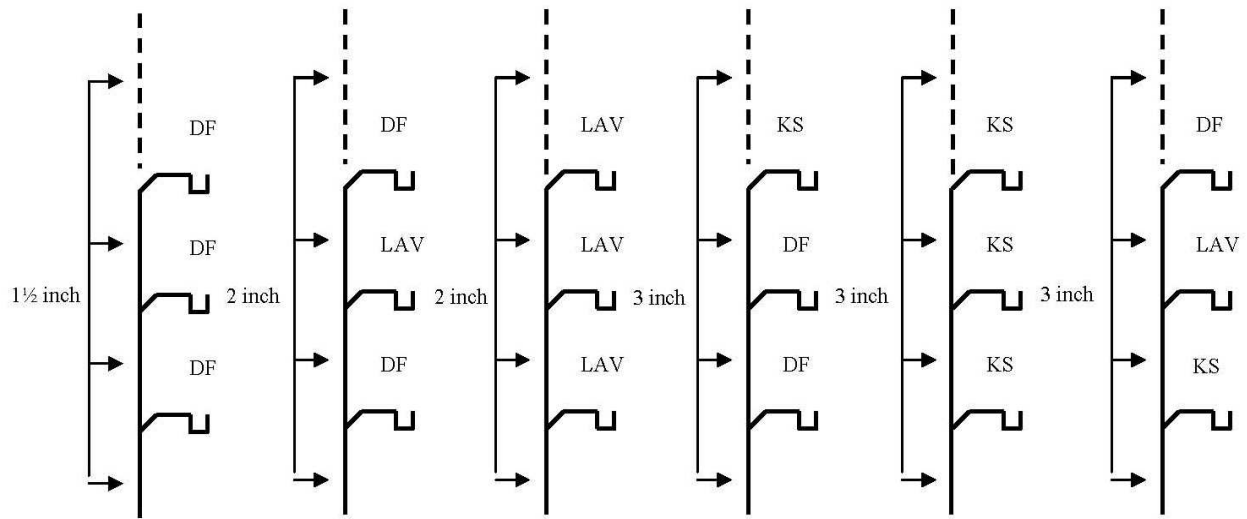 DF DF LAV KS KS DF
DF LAV LAV DF KS LAV
1½ inch 2 inch 2 inch 3 inch 3 inch 3 inch
DF DF LAV DF KS KS